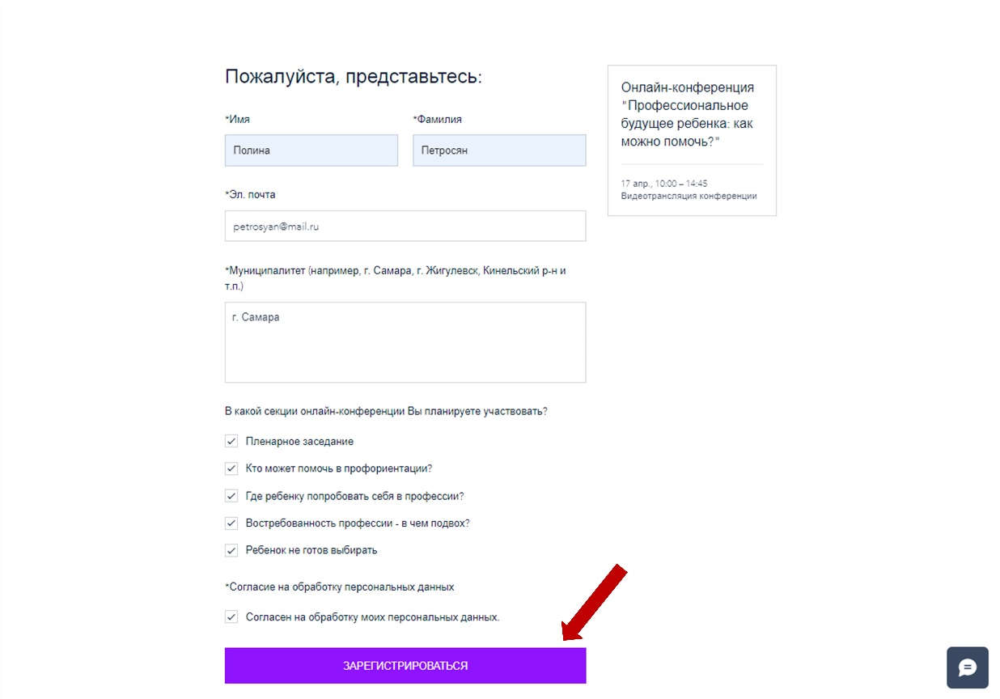 Пожалуйста, представьтесь:
*Имя
*Фамилия
Полина
Петросян
*Эл. почта
petrosyan@mail.ru
*Муниципалитет (например, г. Самара, г. Жигулевск, Кинельский р-н и
т.п.)
г. Самара
В какой секции онлайн-конференции Вы планируете участвовать?
Пленарное заседание
Кто может помочь в профориентации?
Где ребенку попробовать себя в профессии?
Востребованность профессии - в чем подвох?
Ребенок не готов выбирать
*Согласие на обработку персональных данных
Согласен на обработку моих персональных данных.
ЗАРЕГИСТРИРОВАТЬСЯ
Онлайн-конференция
"Профессиональное
будущее ребенка: как
можно помочь?"
17 апр., 10:00 – 14:45
Видеотрансляция конференции